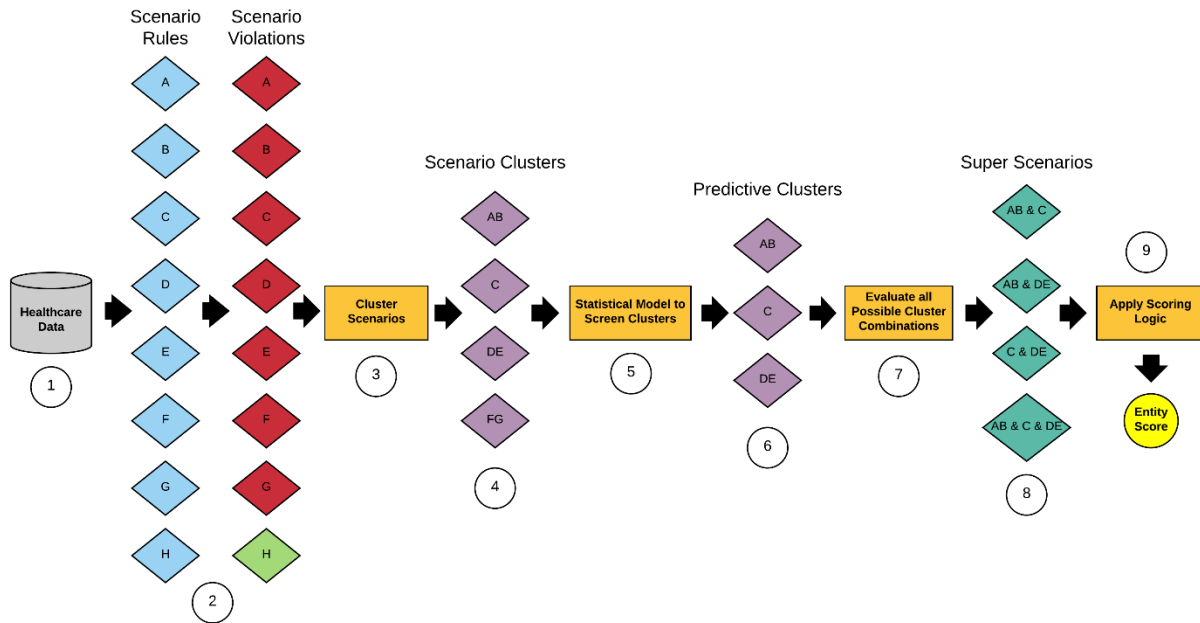 Scenario
Rules
Scenario
Violations
A
B
C
D
E
F
G
H
A
B
C
D
E
F
G
H
Healthcare
Data
1
2
Cluster
Scenarios
3
Scenario Clusters
AB
C
DE
FG
4
Statistical Model to
Screen Clusters
5
Predictive Clusters
AB
C
DE
6
Evaluate all
Possible Cluster
Combinations
7
Super Scenarios
AB & C
AB & DE
C & DE
AB & C & DE
8
9
Apply Scoring
Logic
Entity
Score